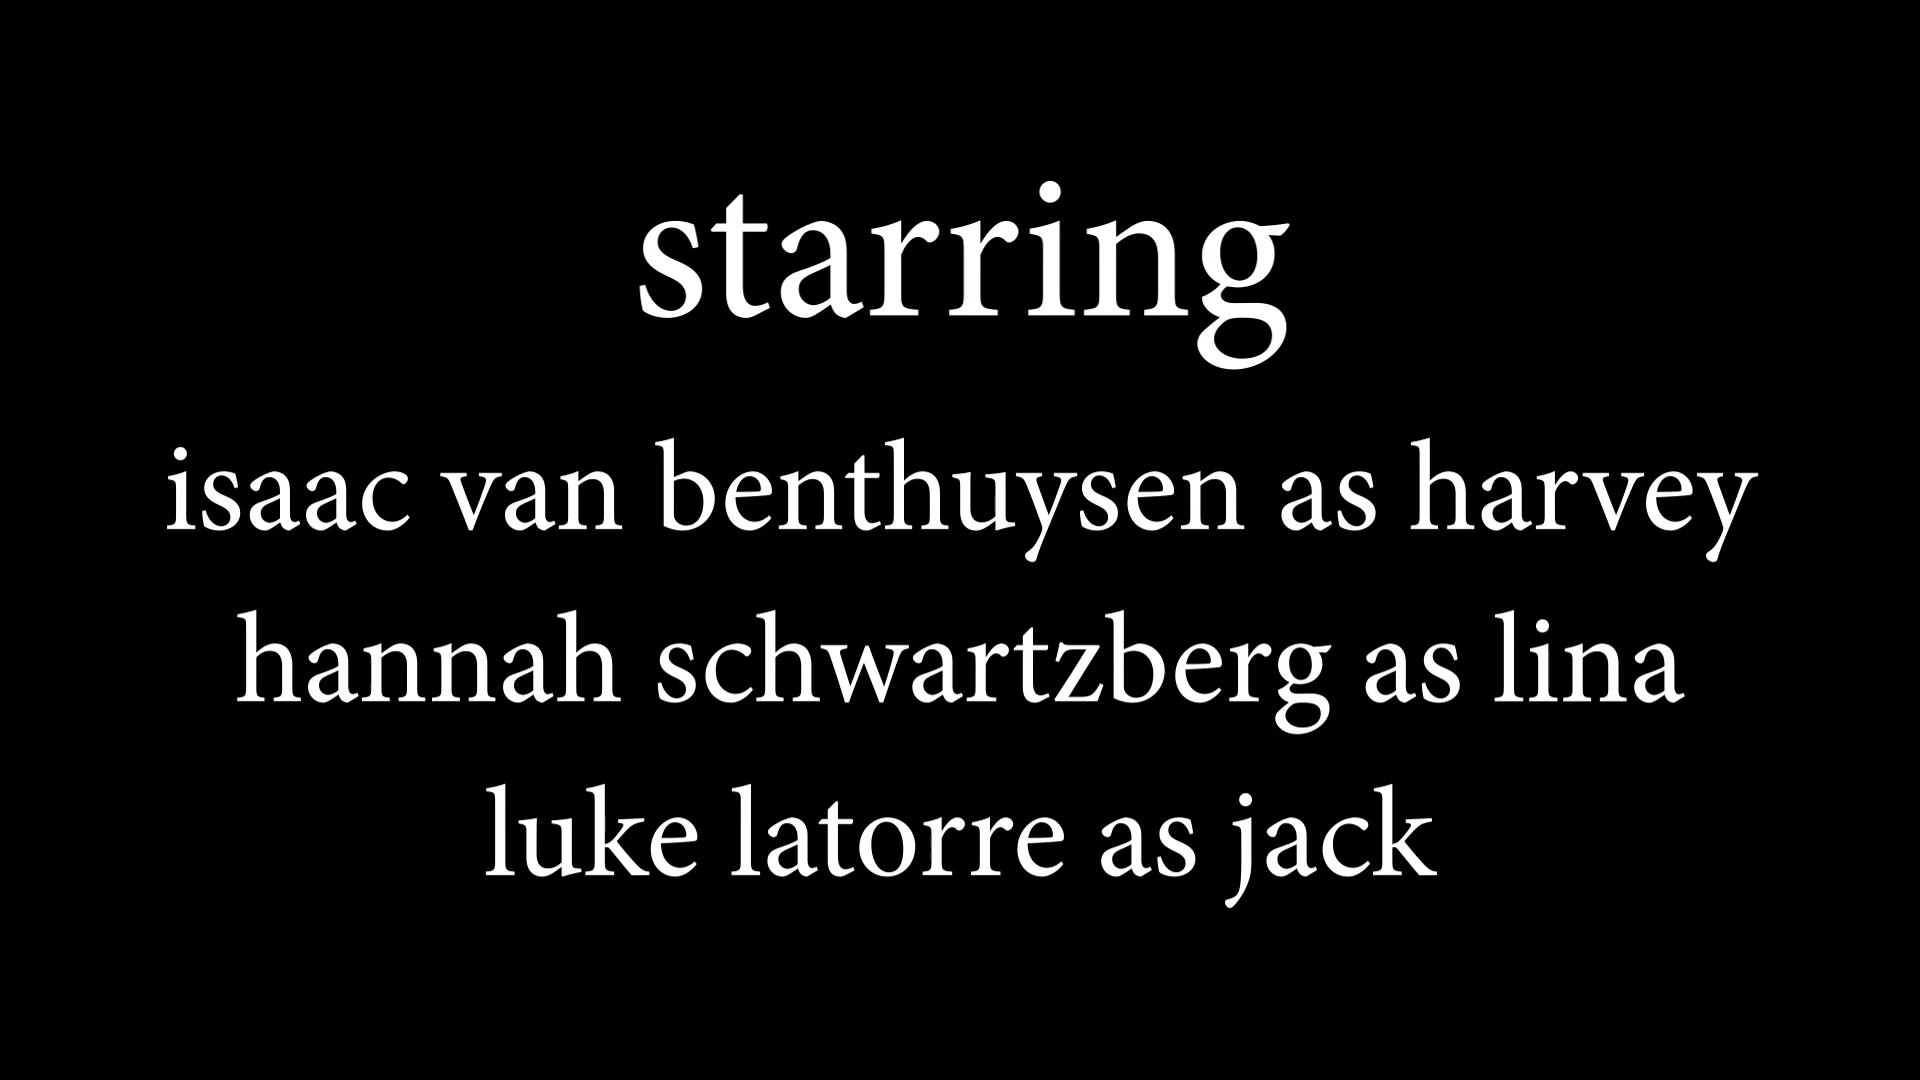 starring
isaac van benthuysen as harvey
hannah schwartzberg as lina
luke latorre as jack